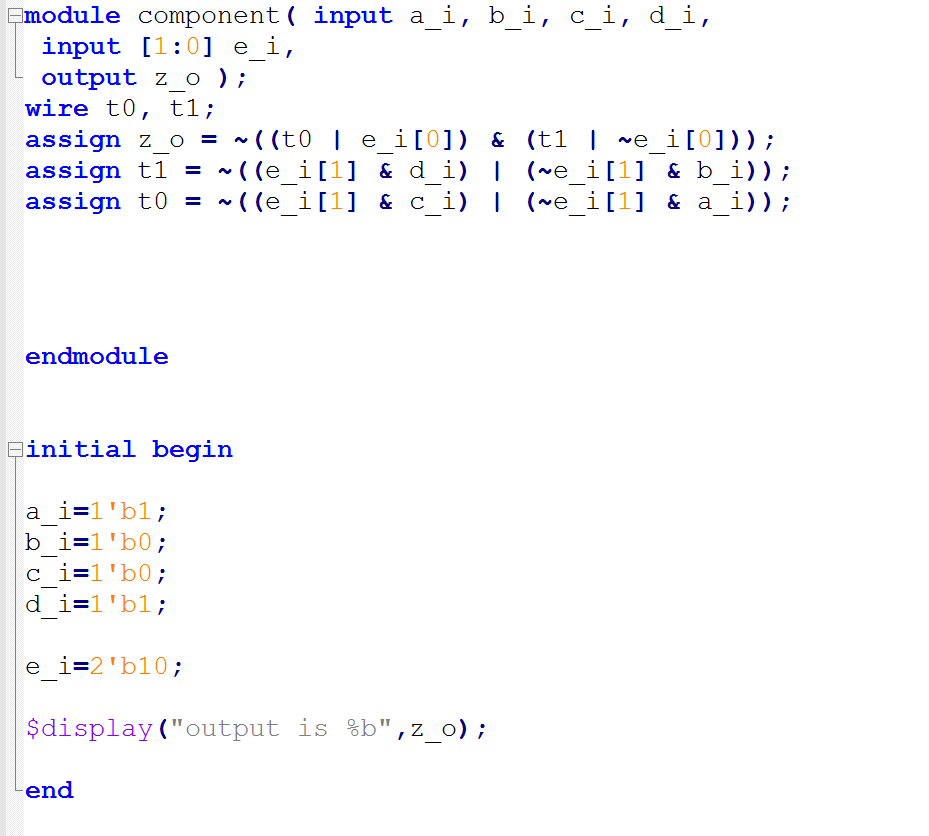 module component( input a_i, b_i, c_i, d_i,
input [1:0] e_i,
output z_o );
wire t0, t1;
assign z_o = ~((t0 | e_i[0]) & (t1 | ~e_i[0]));
assign t1 = ~((e_i[1] & d_i) | (~e_i[1] & b_i));
assign t0 = ~((e_i[1] & c_i) | (~e_i[1] & a_i));
endmodule
initial begin
a_i=1'b1;
b_i=1'b0;
c_i=1'b0;
d_i=1'b1;
e_i=2'b10;
$display("output is %b",z_o);
end